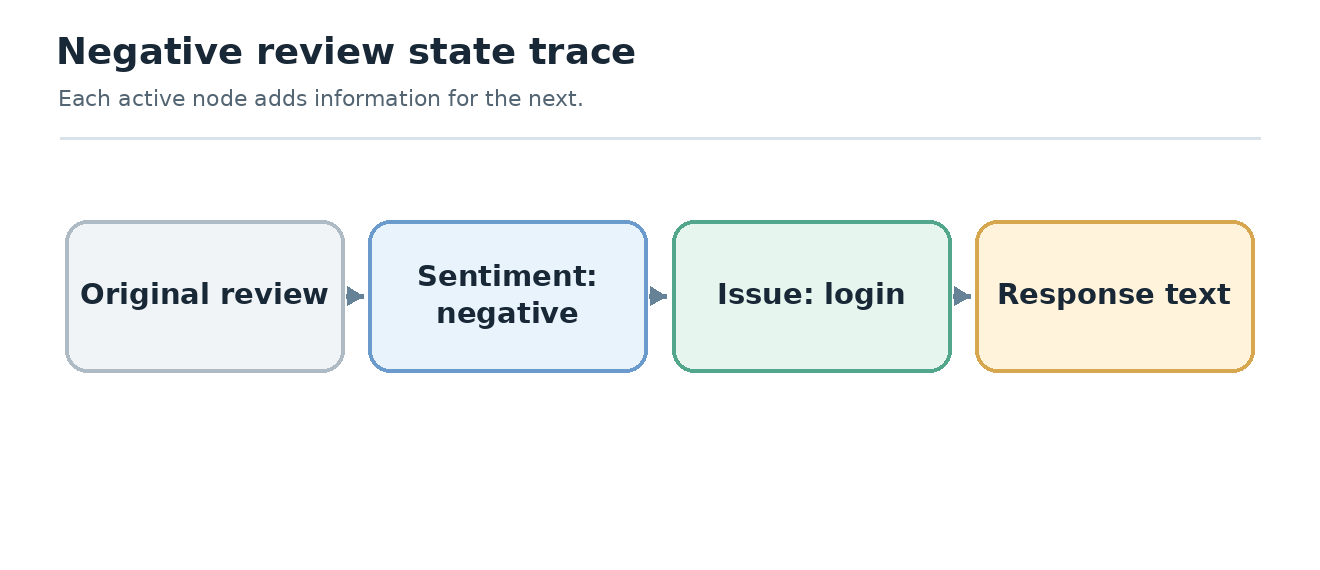 Negative review state trace
Each active node adds information for the next.
Original review
Sentiment:
negative
Issue: login
Response text